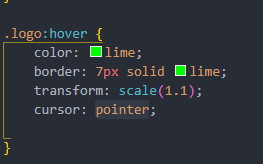 }
.logo:hover {
color: lime;
border: 7px solid lime;
transform: scale(1.1);
cursor: pointer;
}